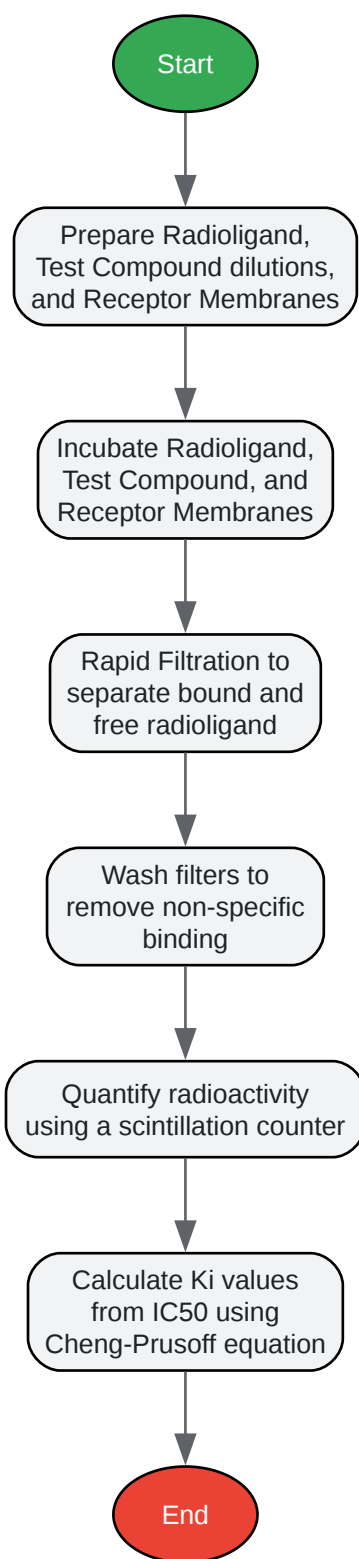 Start
Prepare Radioligand,
Test Compound dilutions,
and Receptor Membranes
Incubate Radioligand,
Test Compound, and
Receptor Membranes
Rapid Filtration to
separate bound and
free radioligand
Wash filters to
remove non-specific
binding
Quantify radioactivity
using a scintillation counter
Calculate Ki values
from IC50 using
Cheng-Prusoff equation
End